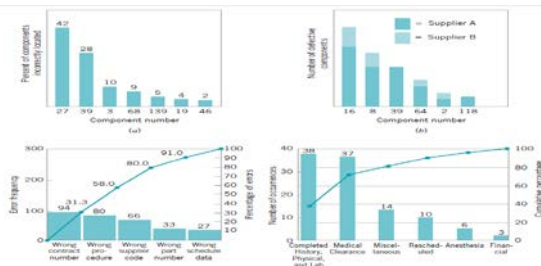 Percent of components incorrectly located
42
28
10
9
5
4
2
27 39 3 68 139 19 46
Component number
(a)
Number of defective components
= Supplier A
= Supplier B
16 8 39 64 2 118
Component number
(b)
Error frequency
300
200
100
0
94
80
66
33
27
31.3
58.0
80.0
91.0
100
90
80
70
60
50
40
30
20
10
Percentage of errors
Wrong contract number
Wrong pro-cedure
Wrong supplier code
Wrong part number
Wrong schedule data
Number of occurrences
40
30
20
10
0
38
37
14
10
6
3
100
80
60
40
20
0
Cumulative percentage
Completed History, Physical, and Lab
Medical Clearance
Miscel-laneous
Resched-uled
Anesthesia
Finan-cial